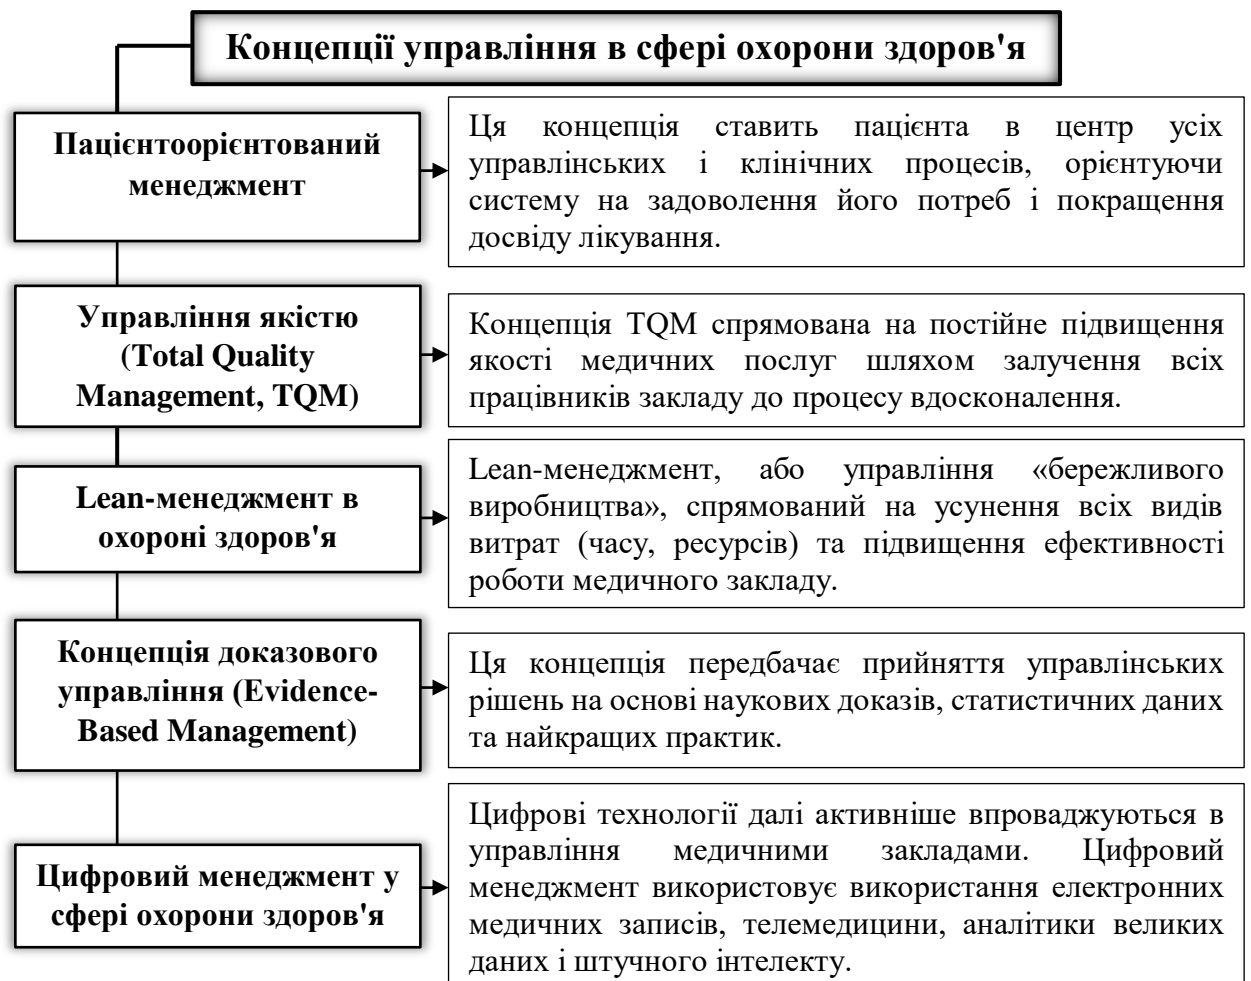 Концепції управління в сфері охорони здоров'я
Пацієнтоорієнтований
менеджмент
Ця концепція ставить пацієнта в центр усіх
управлінських і клінічних процесів, орієнтуючи
систему на задоволення його потреб і покращення
досвіду лікування.
Управління якістю
(Total Quality
Management, TQM)
Концепція TQM спрямована на постійне підвищення
якості медичних послуг шляхом залучення всіх
працівників закладу до процесу вдосконалення.
Lean-менеджмент в
охороні здоров'я
Lean-менеджмент, або управління «бережливого
виробництва», спрямований на усунення всіх видів
витрат (часу, ресурсів) та підвищення ефективності
роботи медичного закладу.
Концепція доказового
управління (Evidence-
Based Management)
Ця концепція передбачає прийняття управлінських
рішень на основі наукових доказів, статистичних даних
та найкращих практик.
Цифровий менеджмент у
сфері охорони здоров'я
Цифрові технології далі активніше впроваджуються в
управління медичними закладами. Цифровий
менеджмент використовує використання електронних
медичних записів, телемедицини, аналітики великих
даних і штучного інтелекту.